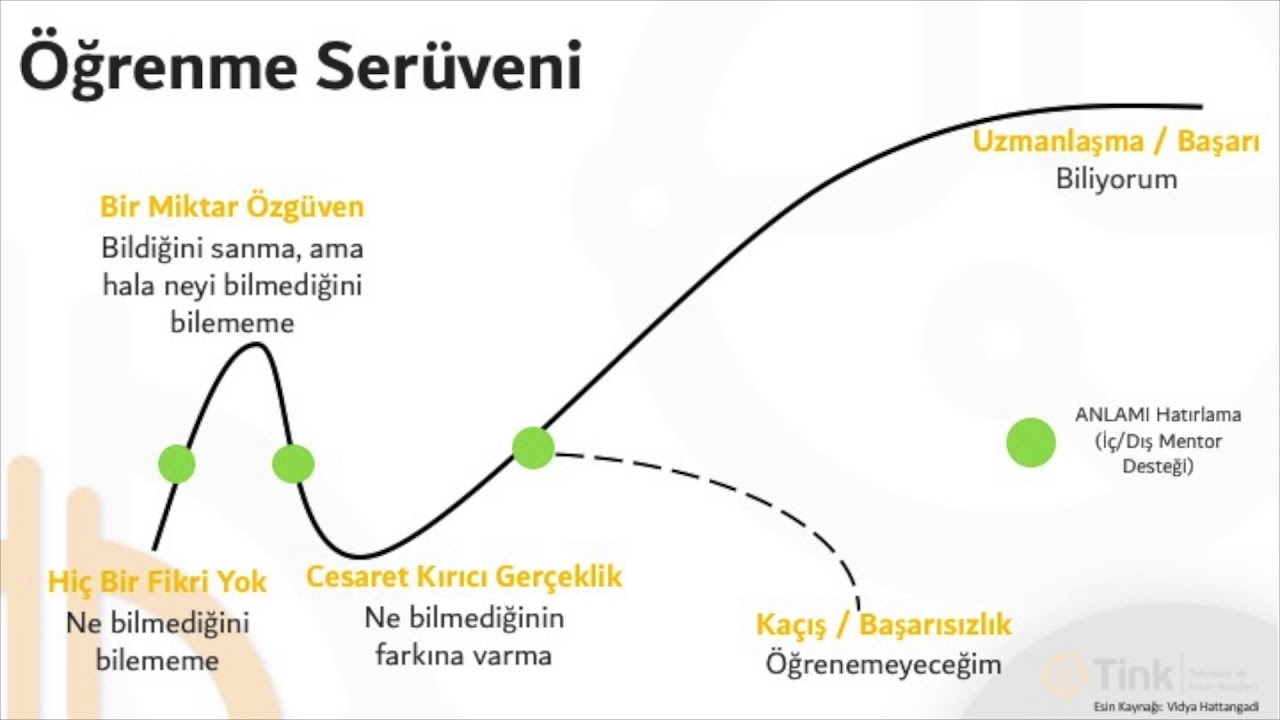 Öğrenme Serüveni
Bir Miktar Özgüven
Bildiğini sanma, ama
hala neyi bilmediğini
bilememe
Uzmanlaşma / Başarı
Biliyorum
ANLAMI Hatırlama
(İç/Dış Mentor
Desteği)
Hiç Bir Fikri Yok
Ne bilmediğini
bilememe
Cesaret Kırıcı Gerçeklik
Ne bilmediğinin
farkına varma
Kaçış / Başarısızlık
Öğrenemeyeceğim
Tink
Esin Kaynağı: Vidya Hattangadi